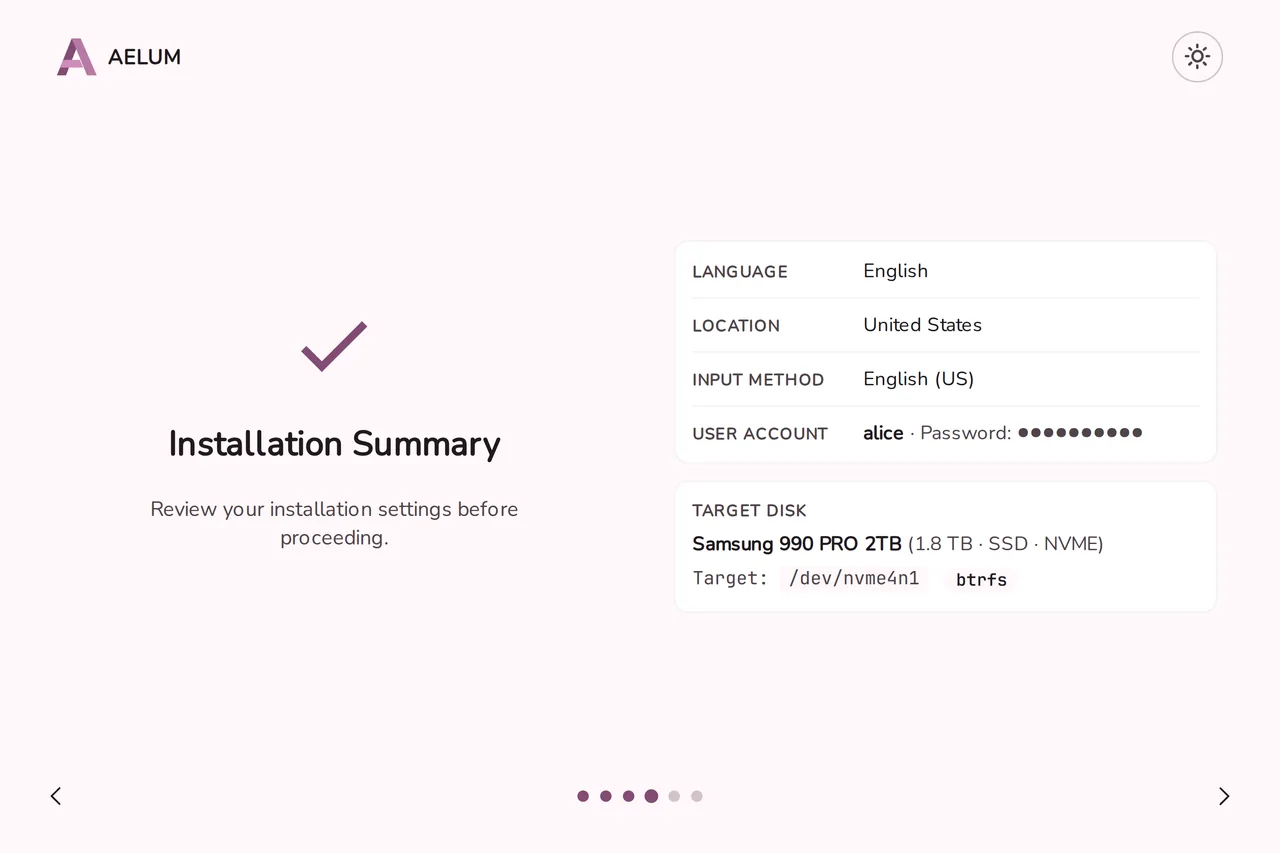 AELUM
Installation Summary
Review your installation settings before
proceeding.
LANGUAGE English
LOCATION United States
INPUT METHOD English (US)
USER ACCOUNT alice · Password: ●●●●●●●●●●
TARGET DISK
Samsung 990 PRO 2TB (1.8 TB · SSD · NVME)
Target: /dev/nvme4n1 btrfs